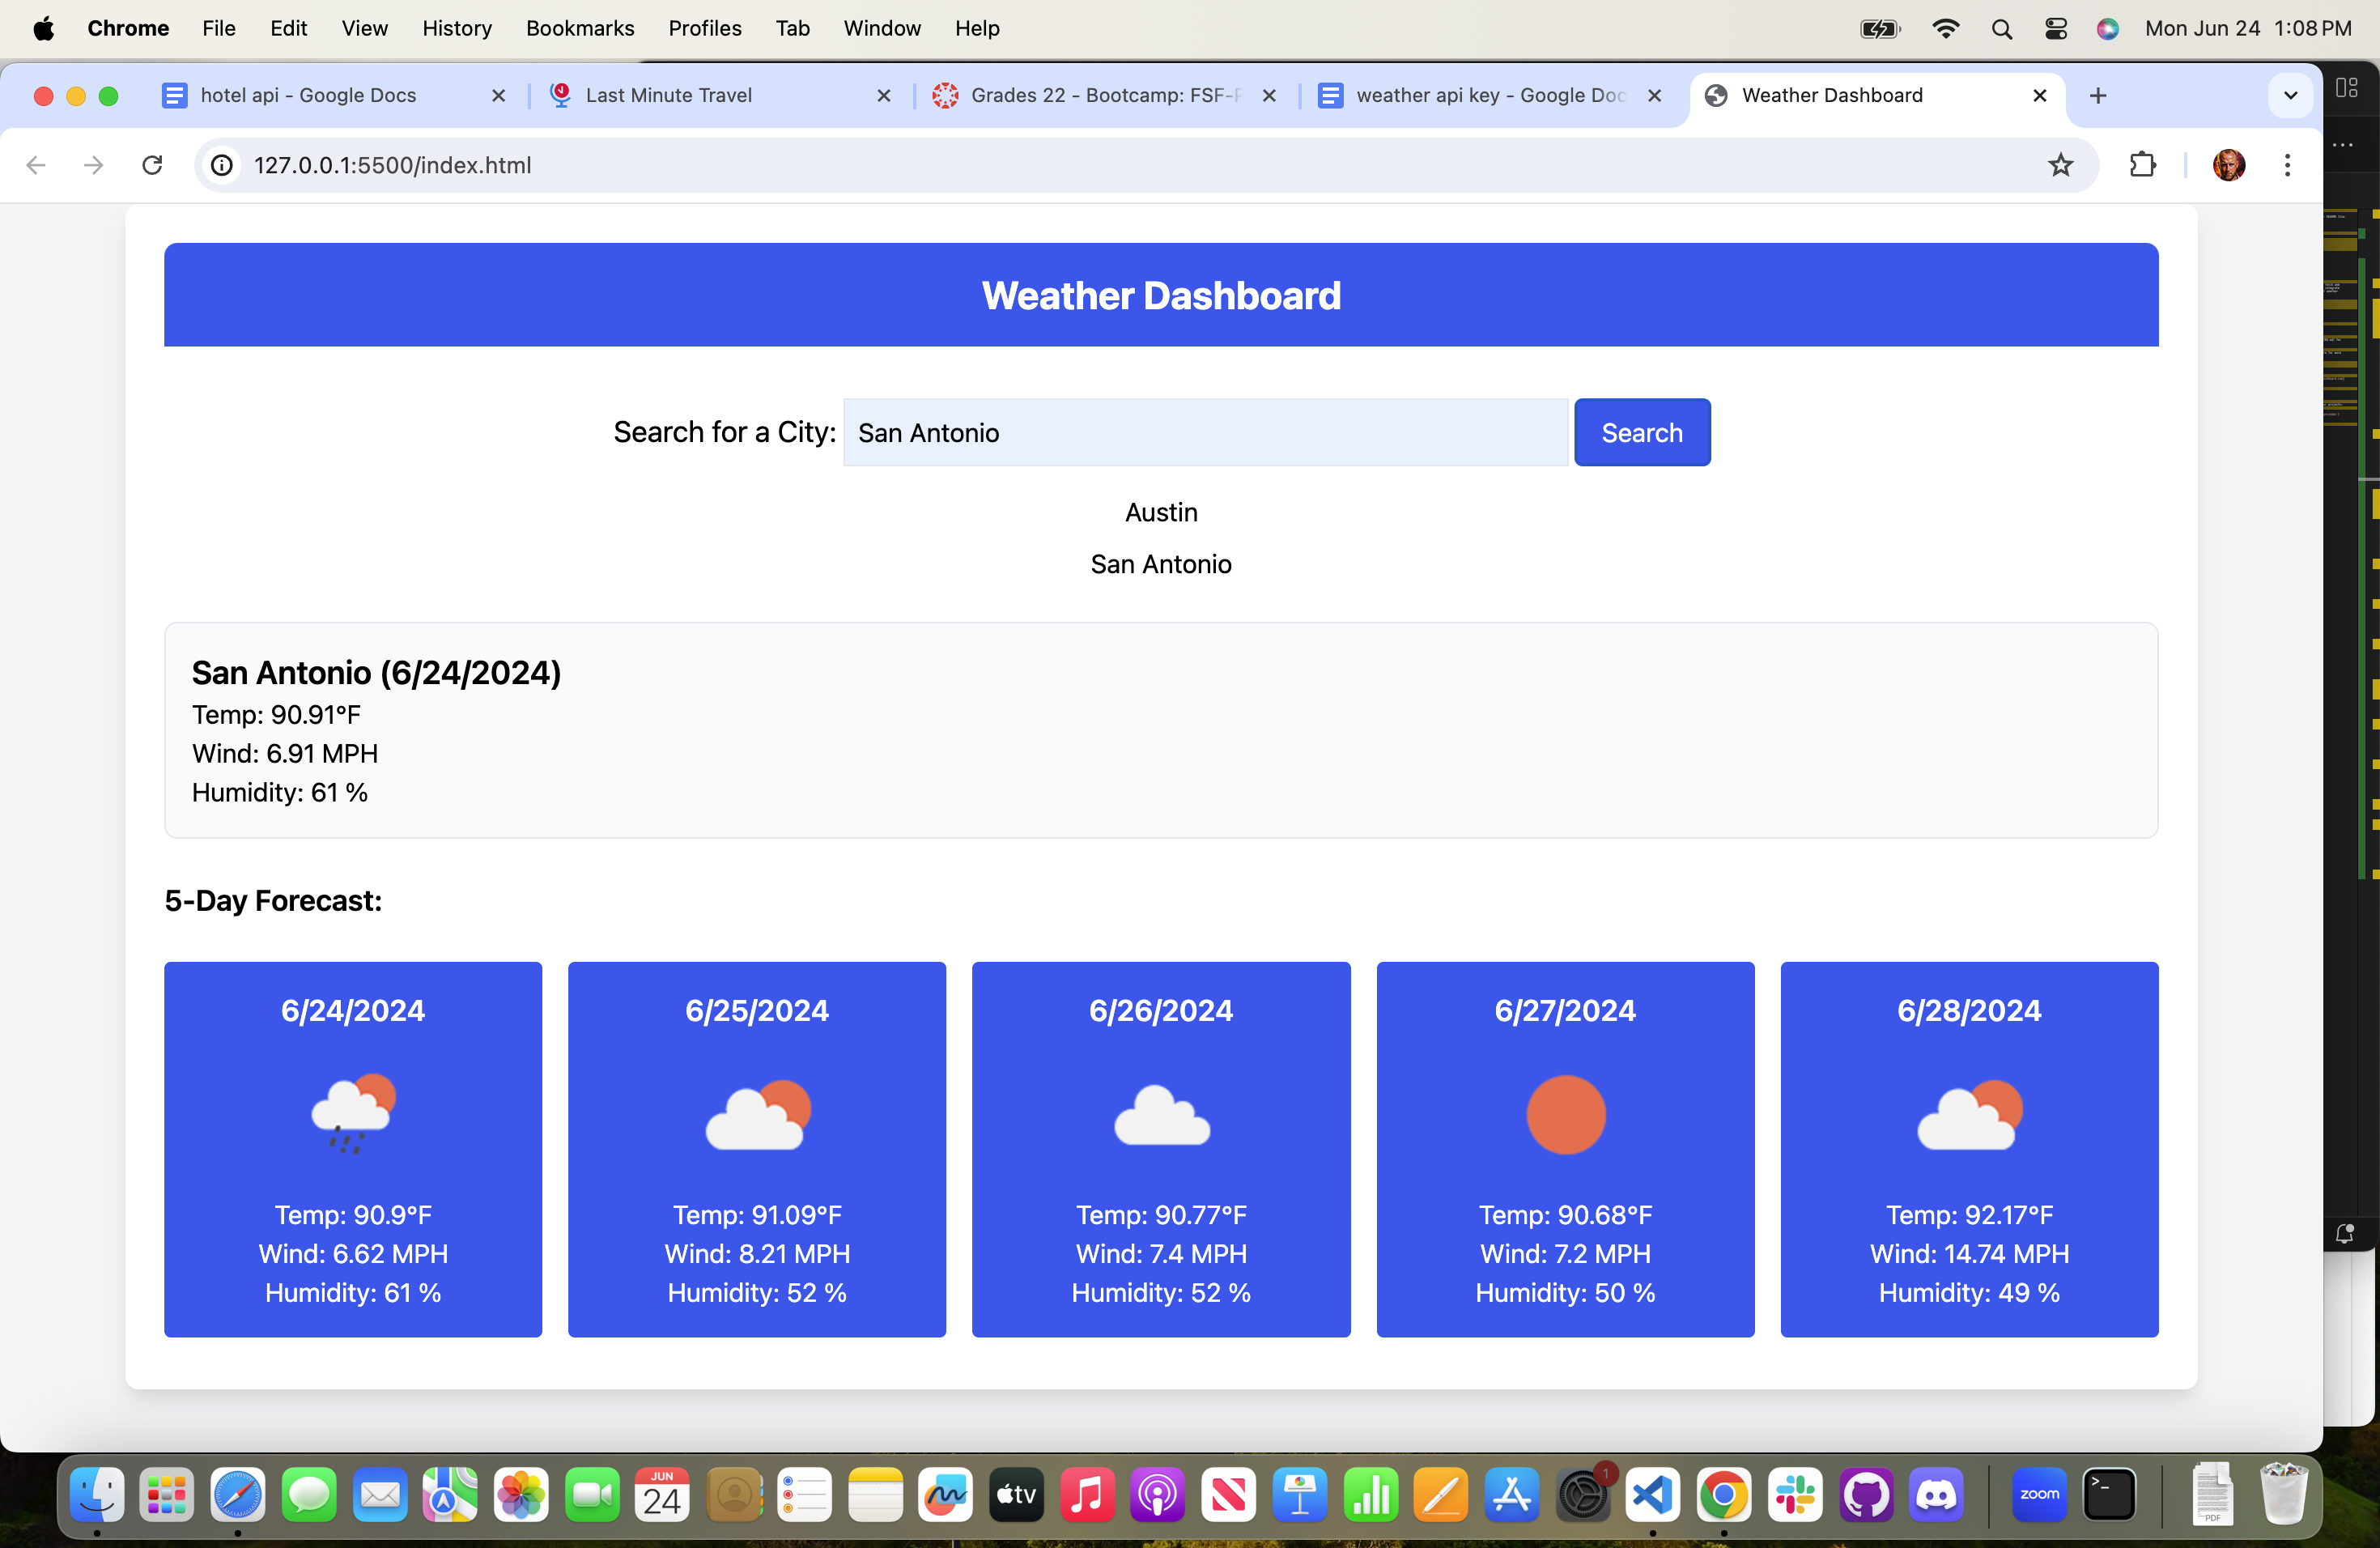 Chrome File Edit View History Bookmarks Profiles Tab Window Help Mon Jun 24 1:08 PM
hotel api - Google Docs Last Minute Travel Grades 22 - Bootcamp: FSF- weather api key - Google Doc Weather Dashboard
127.0.0.1:5500/index.html
Weather Dashboard
Search for a City: San Antonio Search
Austin
San Antonio
San Antonio (6/24/2024)
Temp: 90.91°F
Wind: 6.91 MPH
Humidity: 61 %
5-Day Forecast:
6/24/2024 6/25/2024 6/26/2024 6/27/2024 6/28/2024
Temp: 90.9°F Temp: 91.09°F Temp: 90.77°F Temp: 90.68°F Temp: 92.17°F
Wind: 6.62 MPH Wind: 8.21 MPH Wind: 7.4 MPH Wind: 7.2 MPH Wind: 14.74 MPH
Humidity: 61 % Humidity: 52 % Humidity: 52 % Humidity: 50 % Humidity: 49 %
JUN
24
tv
1
zoom
>_
PDF